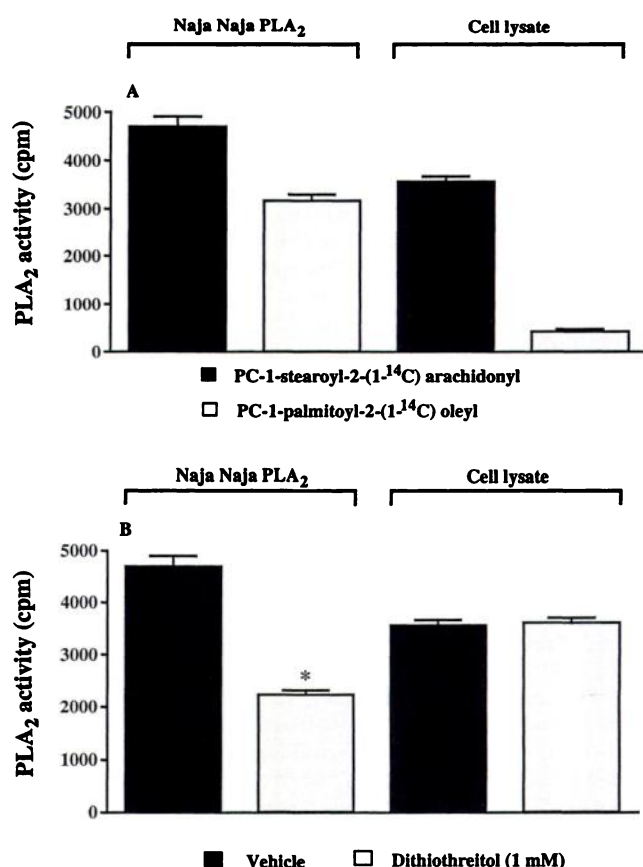 Naja Naja PLA₂ Cell lysate
A
PLA₂ activity (cpm)
5000
4000
3000
2000
1000
0
PC-1-stearoyl-2-(1-¹⁴C) arachidonyl
PC-1-palmitoyl-2-(1-¹⁴C) oleyl
Naja Naja PLA₂ Cell lysate
B
PLA₂ activity (cpm)
5000
4000
3000
2000
1000
0
*
Vehicle Dithiothreitol (1 mM)